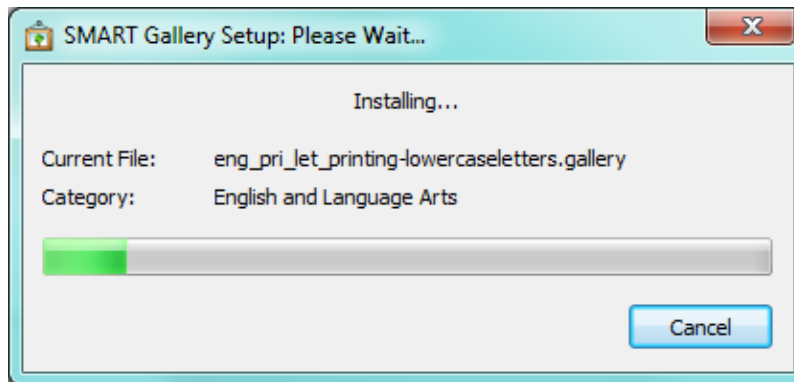 SMART Gallery Setup: Please Wait...
Installing...
Current File: eng_pri_let_printing-lowercaseletters.gallery
Category: English and Language Arts
Cancel